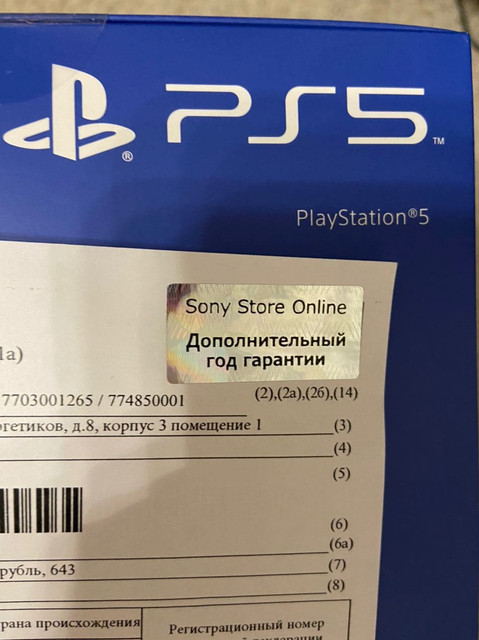 PS5
™
®
PlayStation®5
Sony Store Online
Дополнительный
год гарантии
1а)
7703001265 / 774850001
(2),(2а),(2б),(14)
ргетиков, д.8, корпус 3 помещение 1
(3)
(4)
(5)
(6)
(6а)
рубль, 643
(7)
(8)
рана происхождения
Регистрационный номер